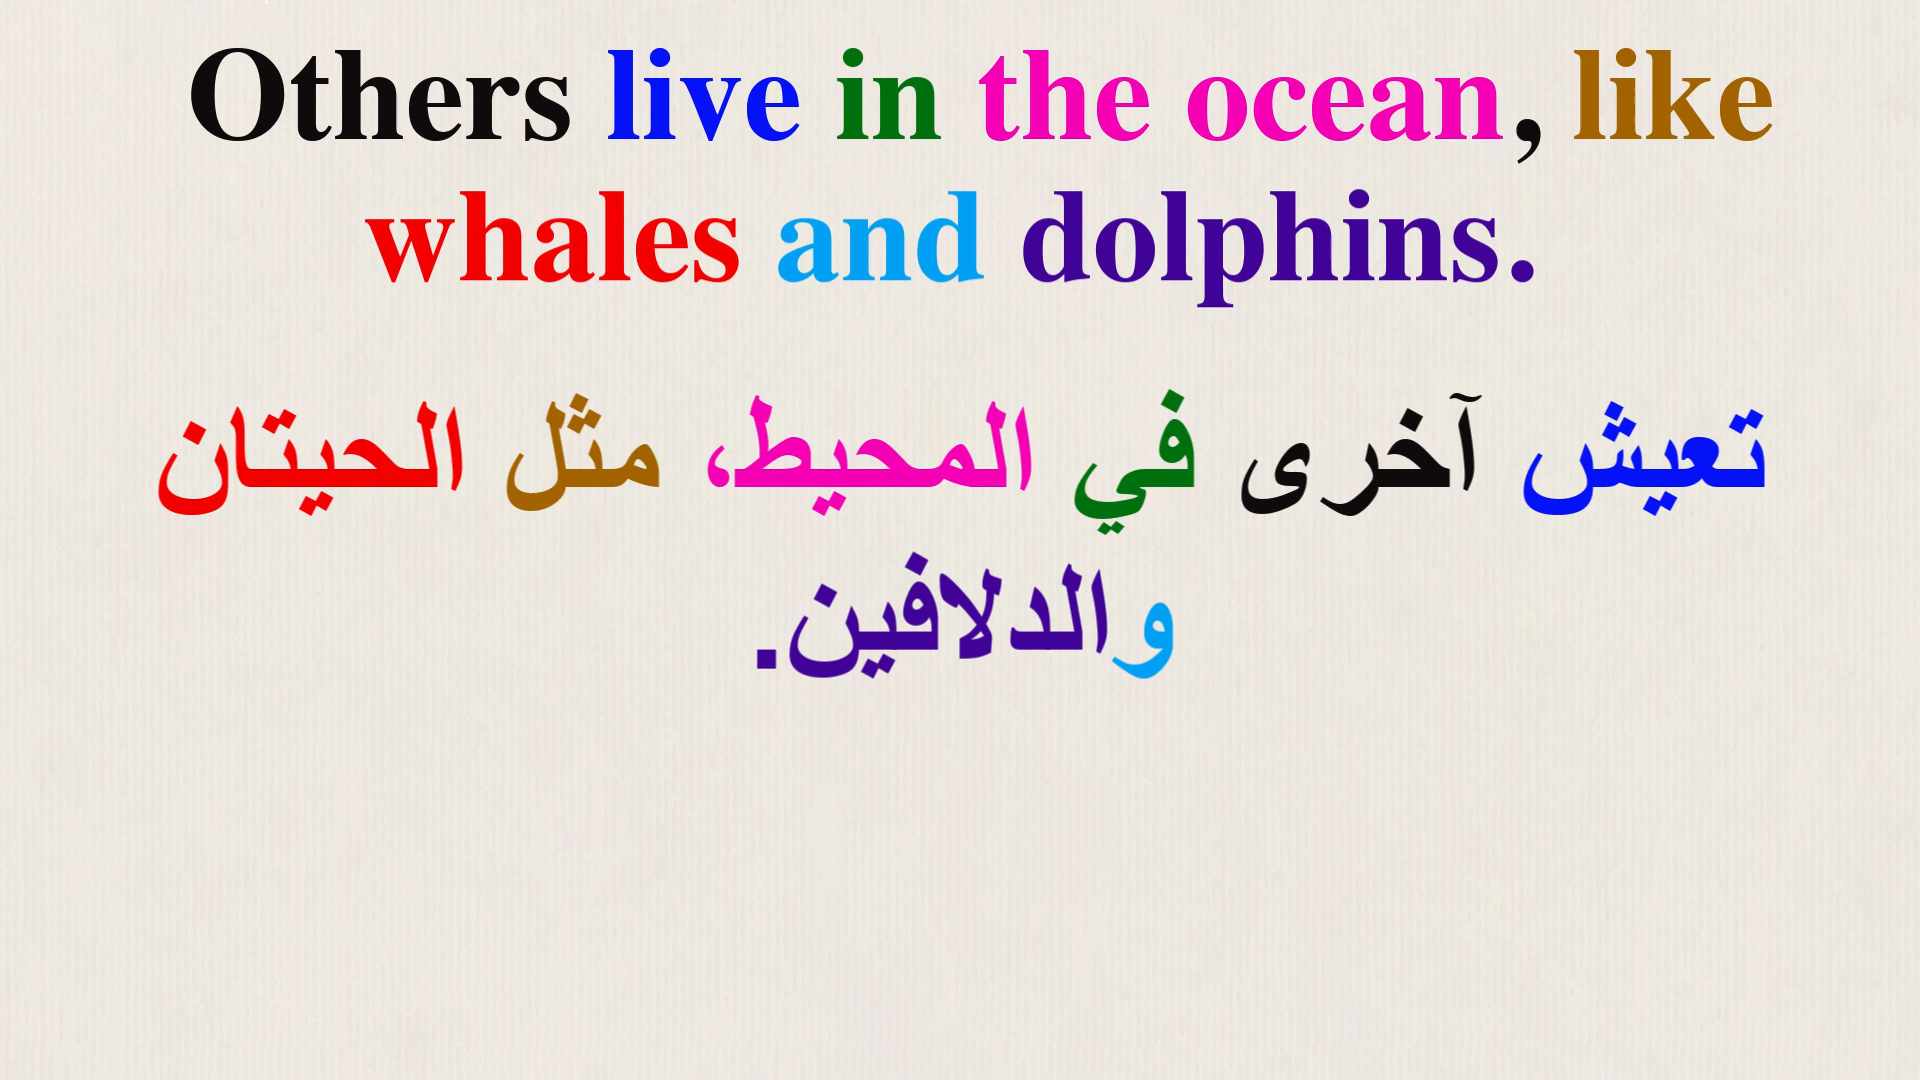 Others live in the ocean, like
whales and dolphins.
تعيش آخرى في المحيط، مثل الحيتان
والدلافين.